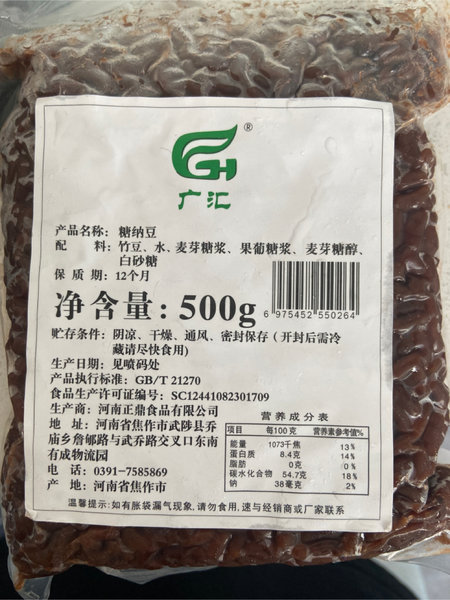 GH®
广汇
产品名称: 糖纳豆
配 料: 竹豆、水、麦芽糖浆、果葡糖浆、麦芽糖醇、
白砂糖
保 质 期: 12个月
净含量: 500g
6 975452 550264
贮存条件: 阴凉、干燥、通风、密封保存(开封后需冷
藏请尽快食用)
生产日期: 见喷码处
产品执行标准: GB/T 21270
食品生产许可证编号: SC12441082301709
生产商: 河南正鼎食品有限公司
地 址: 河南省焦作市武陟县乔
庙乡詹郇路与武乔路交叉口东南
有成物流园
电 话: 0391-7585869
产 地: 河南省焦作市
营养成分表
项目 每100克 营养素参考值%
能量 1073千焦 13%
蛋白质 8.4克 14%
脂肪 0克 0%
碳水化合物 54.7克 18%
钠 38毫克 2%
温馨提示: 如有胀袋漏气现象, 请勿食用, 速与经销商或厂家联系